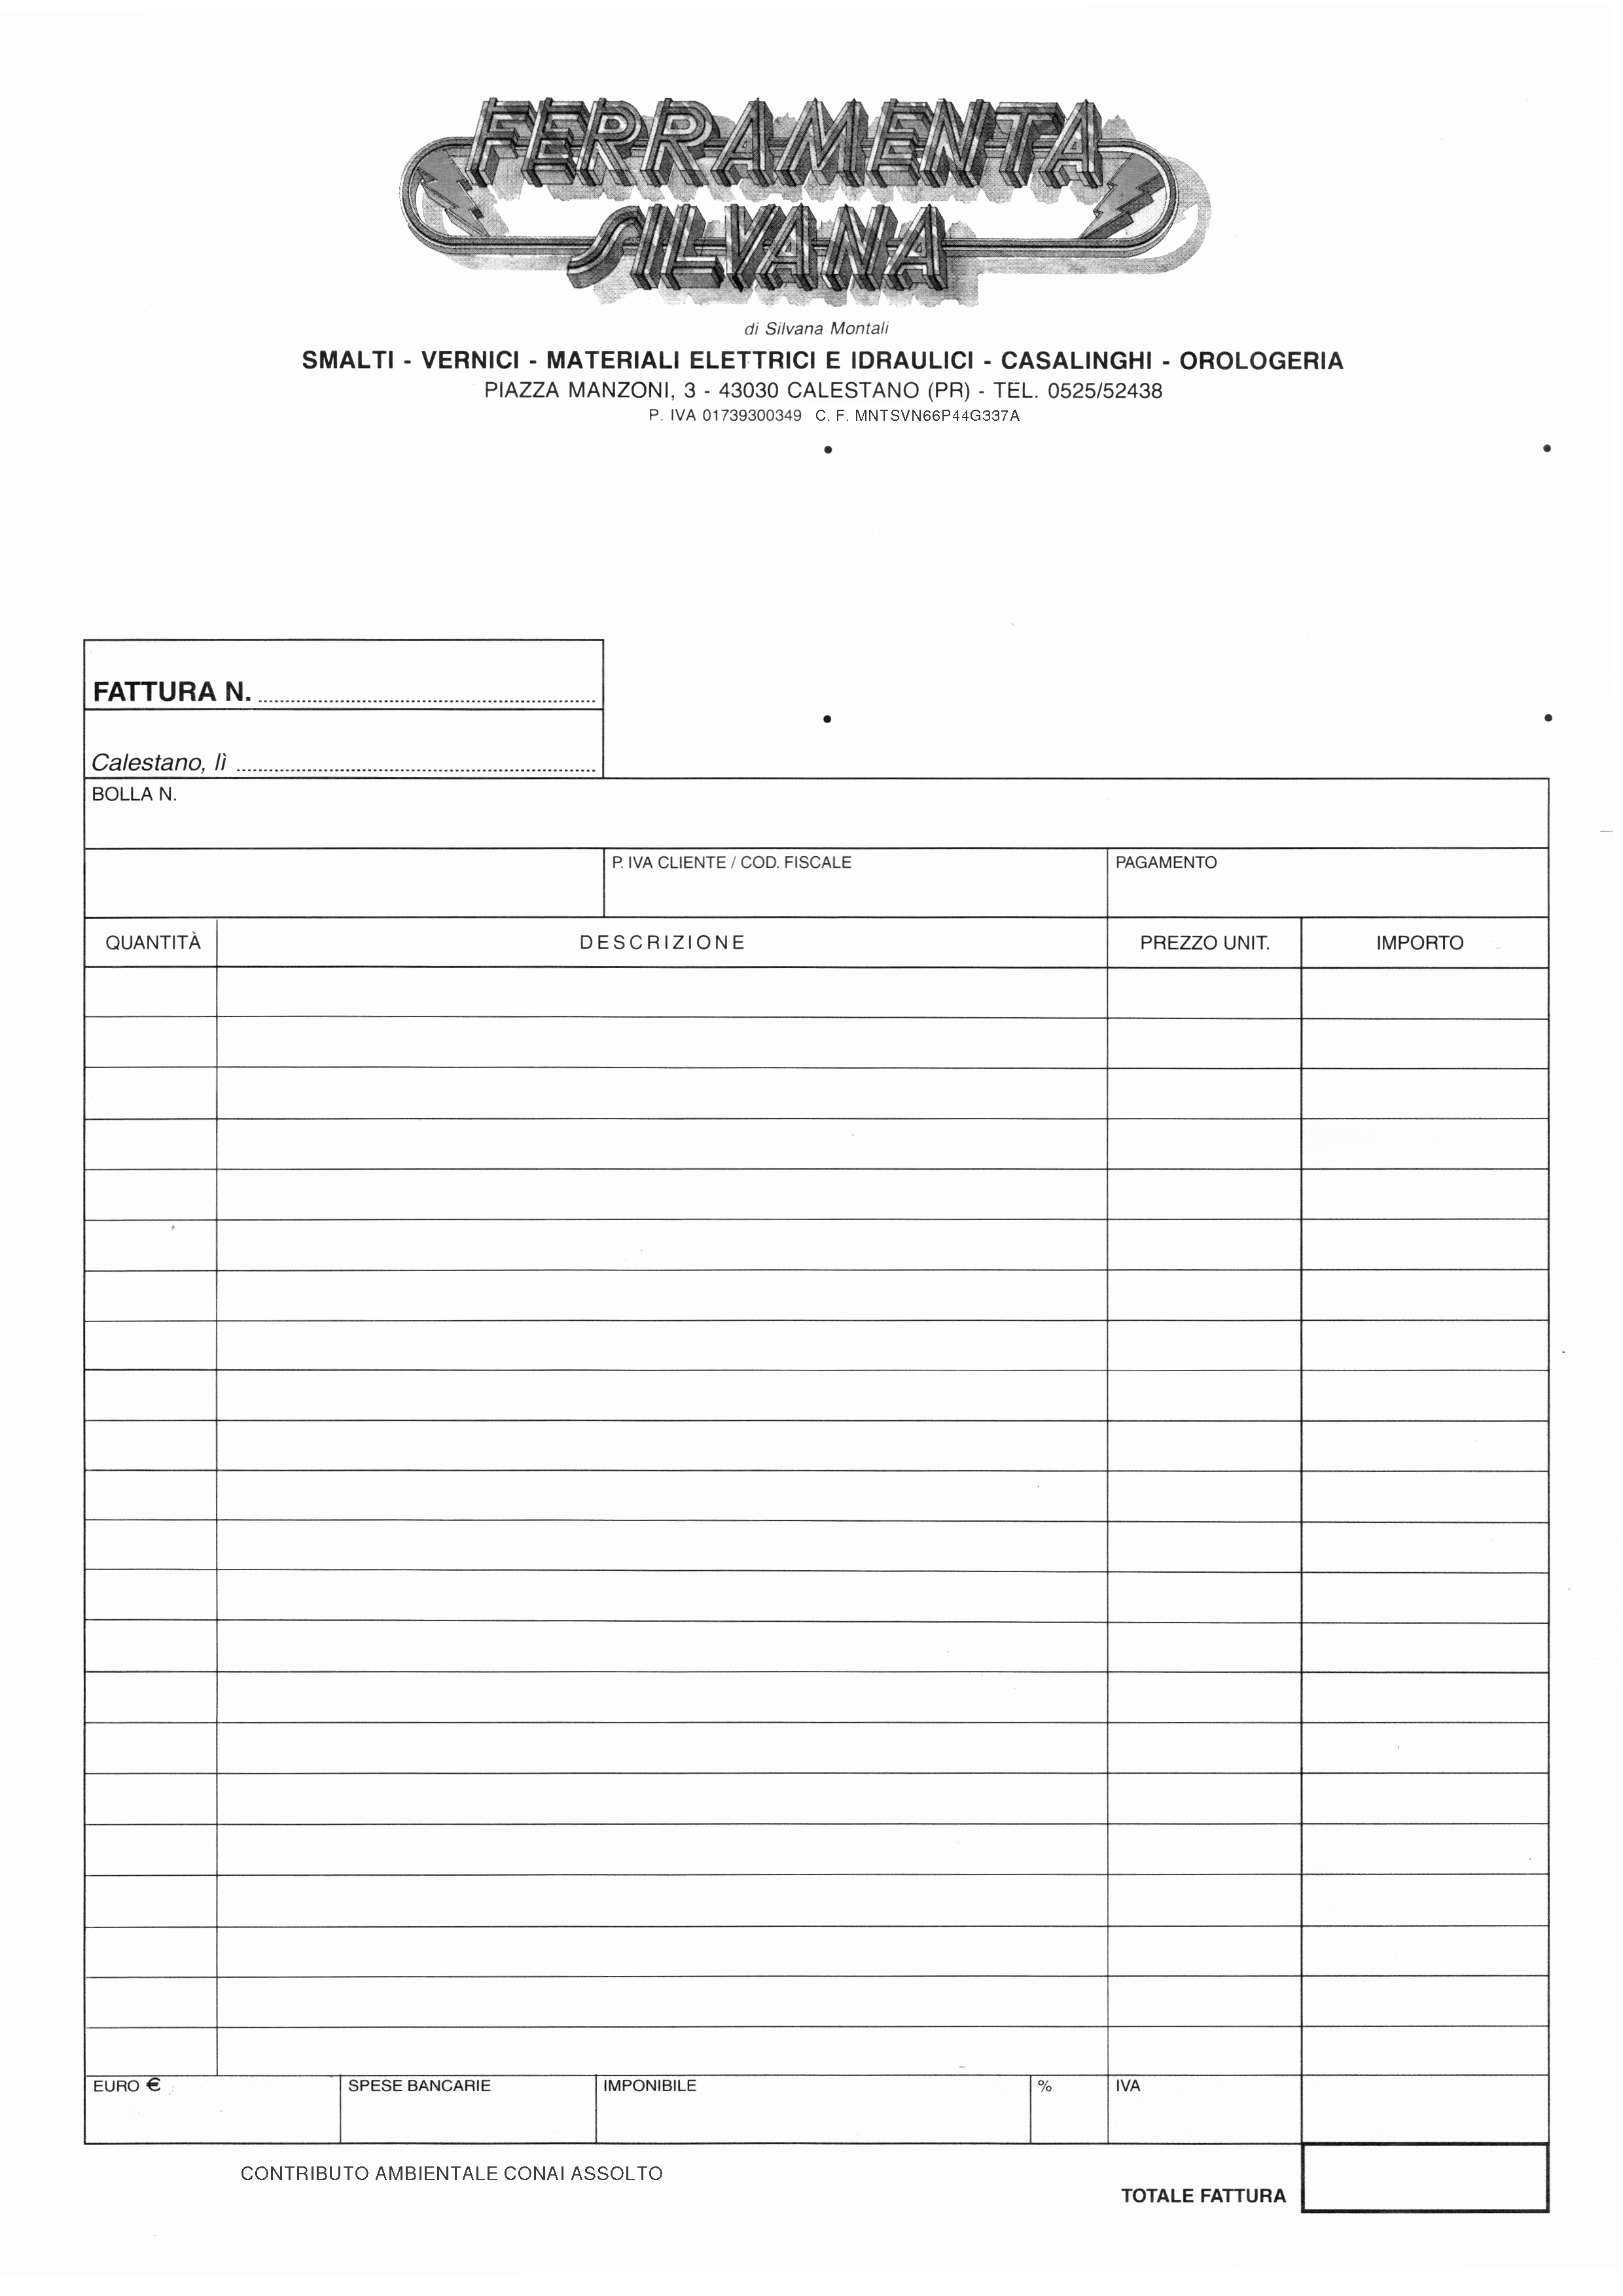 FERRAMENTA
SILVANA
di Silvana Montali
SMALTI - VERNICI - MATERIALI ELETTRICI E IDRAULICI - CASALINGHI - OROLOGERIA
PIAZZA MANZONI, 3 - 43030 CALESTANO (PR) - TEL. 0525/52438
P. IVA 01739300349 C. F. MNTSVN66P44G337A
FATTURA N.
Calestano, lì
BOLLA N.
P. IVA CLIENTE / COD. FISCALE PAGAMENTO
QUANTITÀ DESCRIZIONE PREZZO UNIT. IMPORTO
EURO € SPESE BANCARIE IMPONIBILE % IVA
CONTRIBUTO AMBIENTALE CONAI ASSOLTO
TOTALE FATTURA